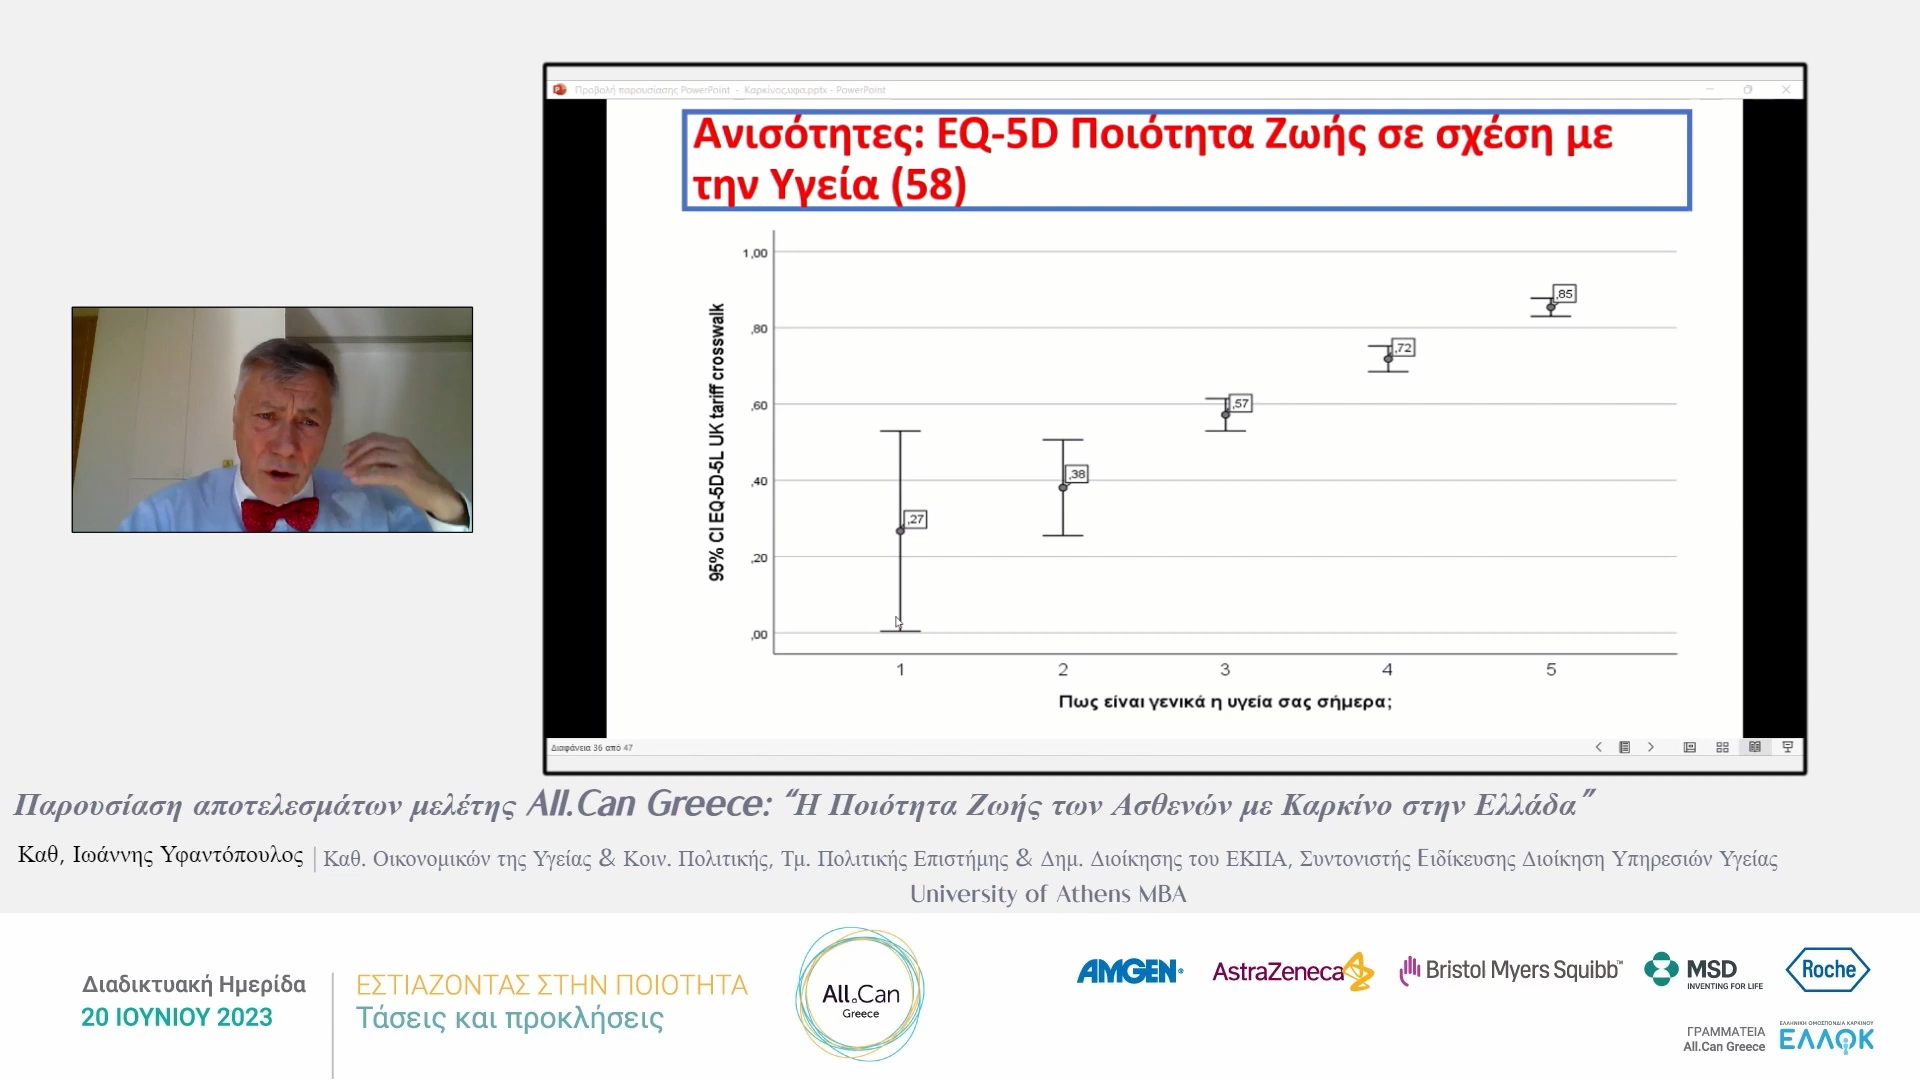 Προβολή παρουσίασης PowerPoint - Καρκίνος,υφα.pptx - PowerPoint
Ανισότητες: EQ-5D Ποιότητα Ζωής σε σχέση με
την Υγεία (58)
95% CI EQ-5D-5L UK tariff crosswalk
1,00
,80
,60
,40
,20
,00
,27
,38
,57
,72
,85
1 2 3 4 5
Πως είναι γενικά η υγεία σας σήμερα;
Διαφάνεια 36 από 47
Παρουσίαση αποτελεσμάτων μελέτης All.Can Greece: “Η Ποιότητα Ζωής των Ασθενών με Καρκίνο στην Ελλάδα”
Καθ, Ιωάννης Υφαντόπουλος | Καθ. Οικονομικών της Υγείας & Κοιν. Πολιτικής, Τμ. Πολιτικής Επιστήμης & Δημ. Διοίκησης του ΕΚΠΑ, Συντονιστής Ειδίκευσης Διοίκηση Υπηρεσιών Υγείας
University of Athens MBA
Διαδικτυακή Ημερίδα
20 ΙΟΥΝΙΟΥ 2023
ΕΣΤΙΑΖΟΝΤΑΣ ΣΤΗΝ ΠΟΙΟΤΗΤΑ
Τάσεις και προκλήσεις
All.Can
Greece
AMGEN®
AstraZeneca
Bristol Myers Squibb™
MSD
INVENTING FOR LIFE
Roche
ΓΡΑΜΜΑΤΕΙΑ
All.Can Greece
ΕΛΛΗΝΙΚΗ ΟΜΟΣΠΟΝΔΙΑ ΚΑΡΚΙΝΟΥ
ΕΛΛΟΚ